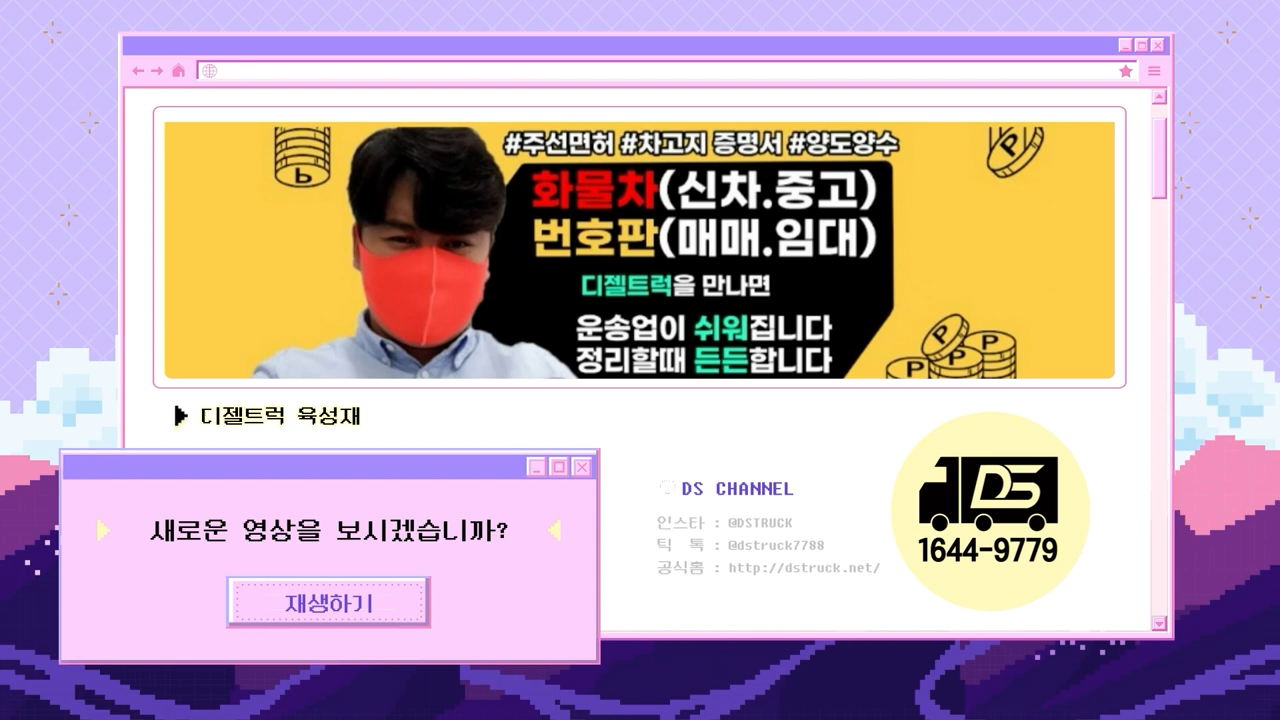 #주선면허 #차고지 증명서 #양도양수
화물차(신차.중고)
번호판(매매.임대)
디젤트럭을 만나면
운송업이 쉬워집니다
정리할때 든든합니다
디젤트럭 육성재
새로운 영상을 보시겠습니까?
재생하기
DS CHANNEL
인스타 : @DSTRUCK
틱 톡 : @dstruck7788
공식홈 : http://dstruck.net/
DS
1644-9779